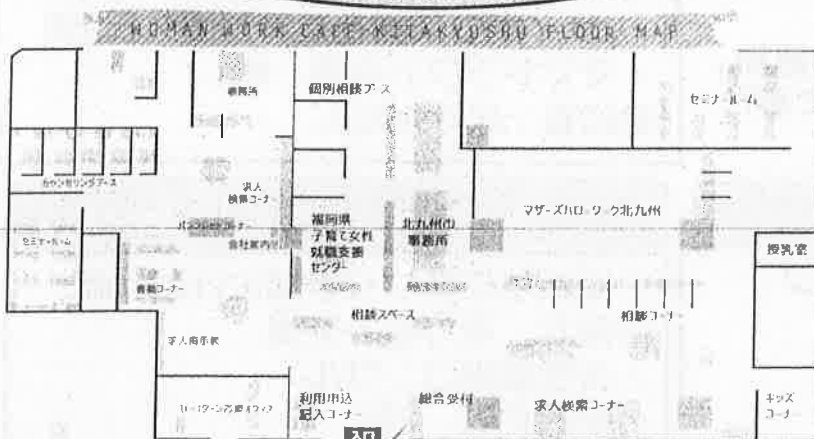 WOMAN WORK CAFE KITAKYUSHU FLOOR MAP
事務所
個別相談ブース
セミナールーム
カウンセリングブース
求人
検索コーナー
マザーズハローワーク北九州
福岡県
子育て女性
就職支援
センター
北九州市
事務所
会社案内
セミナールーム
授乳室
書籍コーナー
相談スペース
相談コーナー
求人掲示板
利用申込
記入コーナー
総合受付
求人検索コーナー
キッズ
コーナー
入口